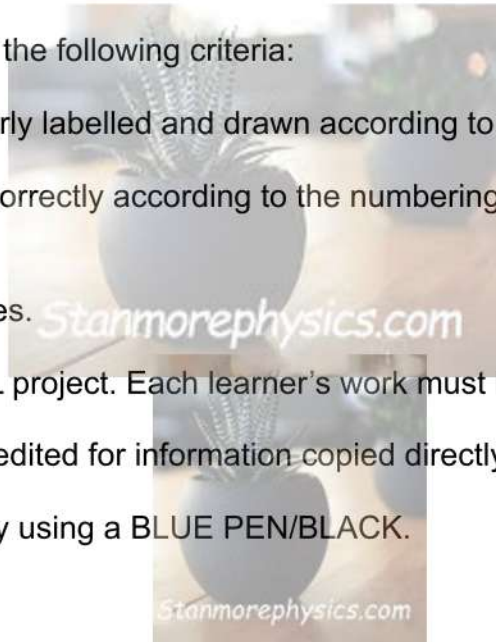 the following criteria:
rly labelled and drawn according to
orrectly according to the numbering
es.
Stanmorephysics.com
project. Each learner's work must
edited for information copied directly
y using a BLUE PEN/BLACK.
Stanmorephysics.com